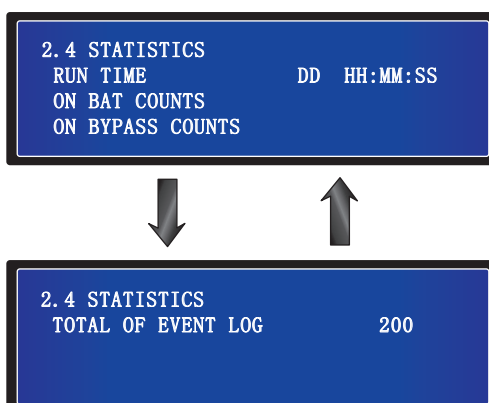 2.4 STATISTICS
RUN TIME DD HH:MM:SS
ON BAT COUNTS
ON BYPASS COUNTS
2.4 STATISTICS
TOTAL OF EVENT LOG 200